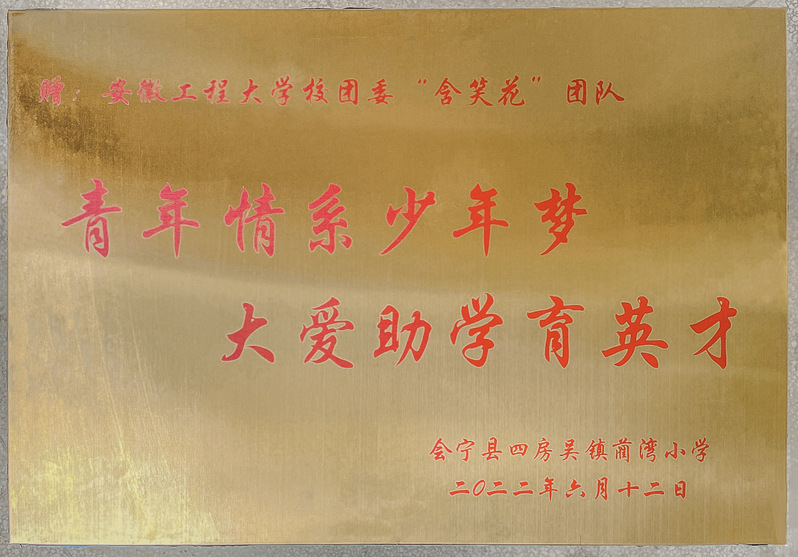 赠：安徽工程大学校团委“含笑花”团队
青年情系少年梦
大爱助学育英才
会宁县四房吴镇蔺湾小学
二〇二二年六月十二日